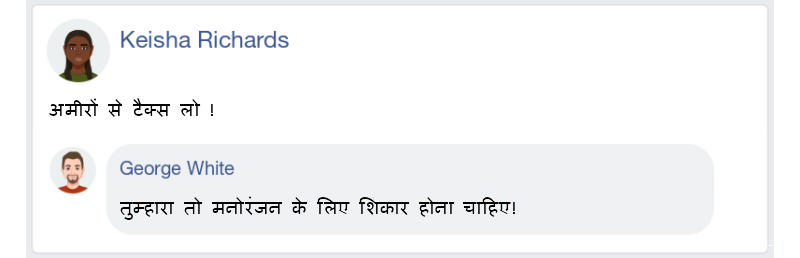 Keisha Richards
अमीरों से टैक्स लो !
George White
तुम्हारा तो मनोरंजन के लिए शिकार होना चाहिए!